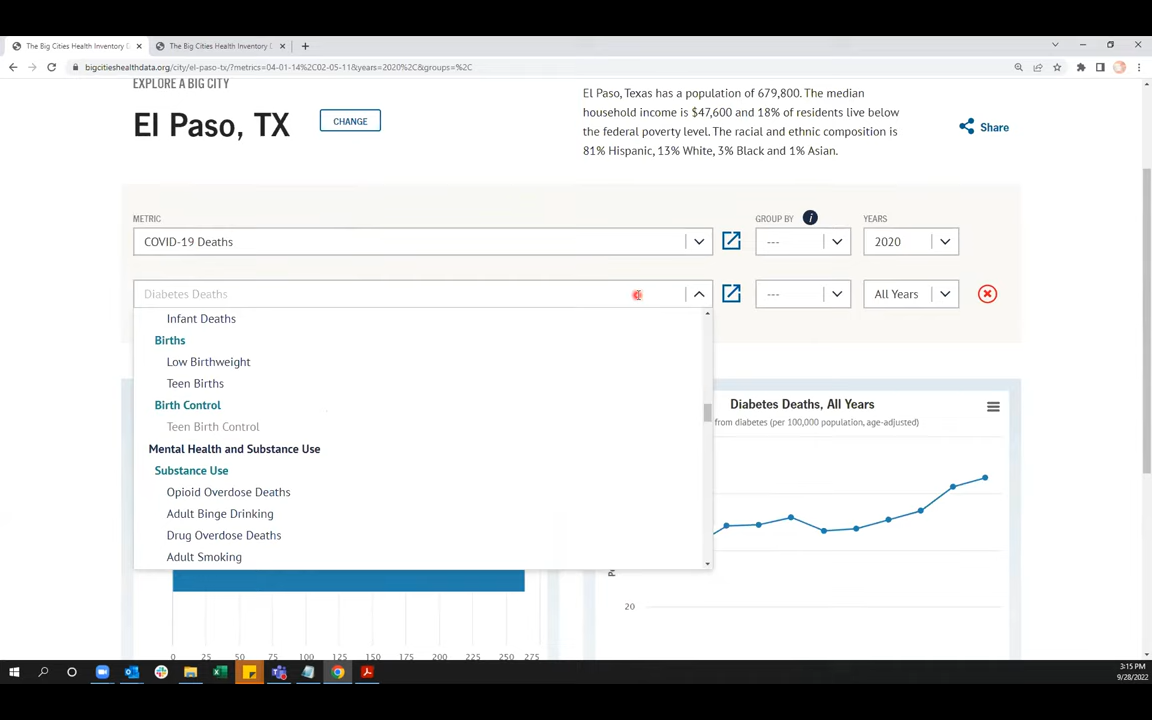 The Big Cities Health Inventory D
The Big Cities Health Inventory D
bigcitieshealthdata.org/city/el-paso-tx/?metrics=04-01-14%2C02-05-11&years=2020%2C&groups=%2C
EXPLORE A BIG CITY
El Paso, TX
CHANGE
El Paso, Texas has a population of 679,800. The median
household income is $47,600 and 18% of residents live below
the federal poverty level. The racial and ethnic composition is
81% Hispanic, 13% White, 3% Black and 1% Asian.
Share
METRIC
GROUP BY
i
YEARS
COVID-19 Deaths
---
2020
Diabetes Deaths
---
All Years
Infant Deaths
Births
Low Birthweight
Teen Births
Birth Control
Teen Birth Control
Mental Health and Substance Use
Substance Use
Opioid Overdose Deaths
Adult Binge Drinking
Drug Overdose Deaths
Adult Smoking
Diabetes Deaths, All Years
from diabetes (per 100,000 population, age-adjusted)
20
0 25 50 75 100 125 150 175 200 225 250 275
3:15 PM
9/28/2022